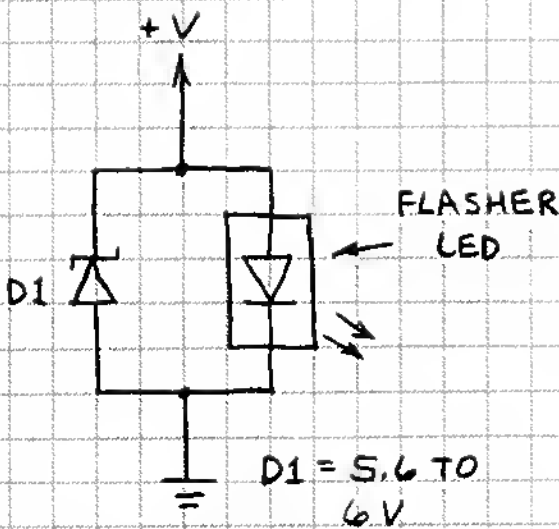 +V
FLASHER
LED
D1
D1 = 5.6 TO
6V